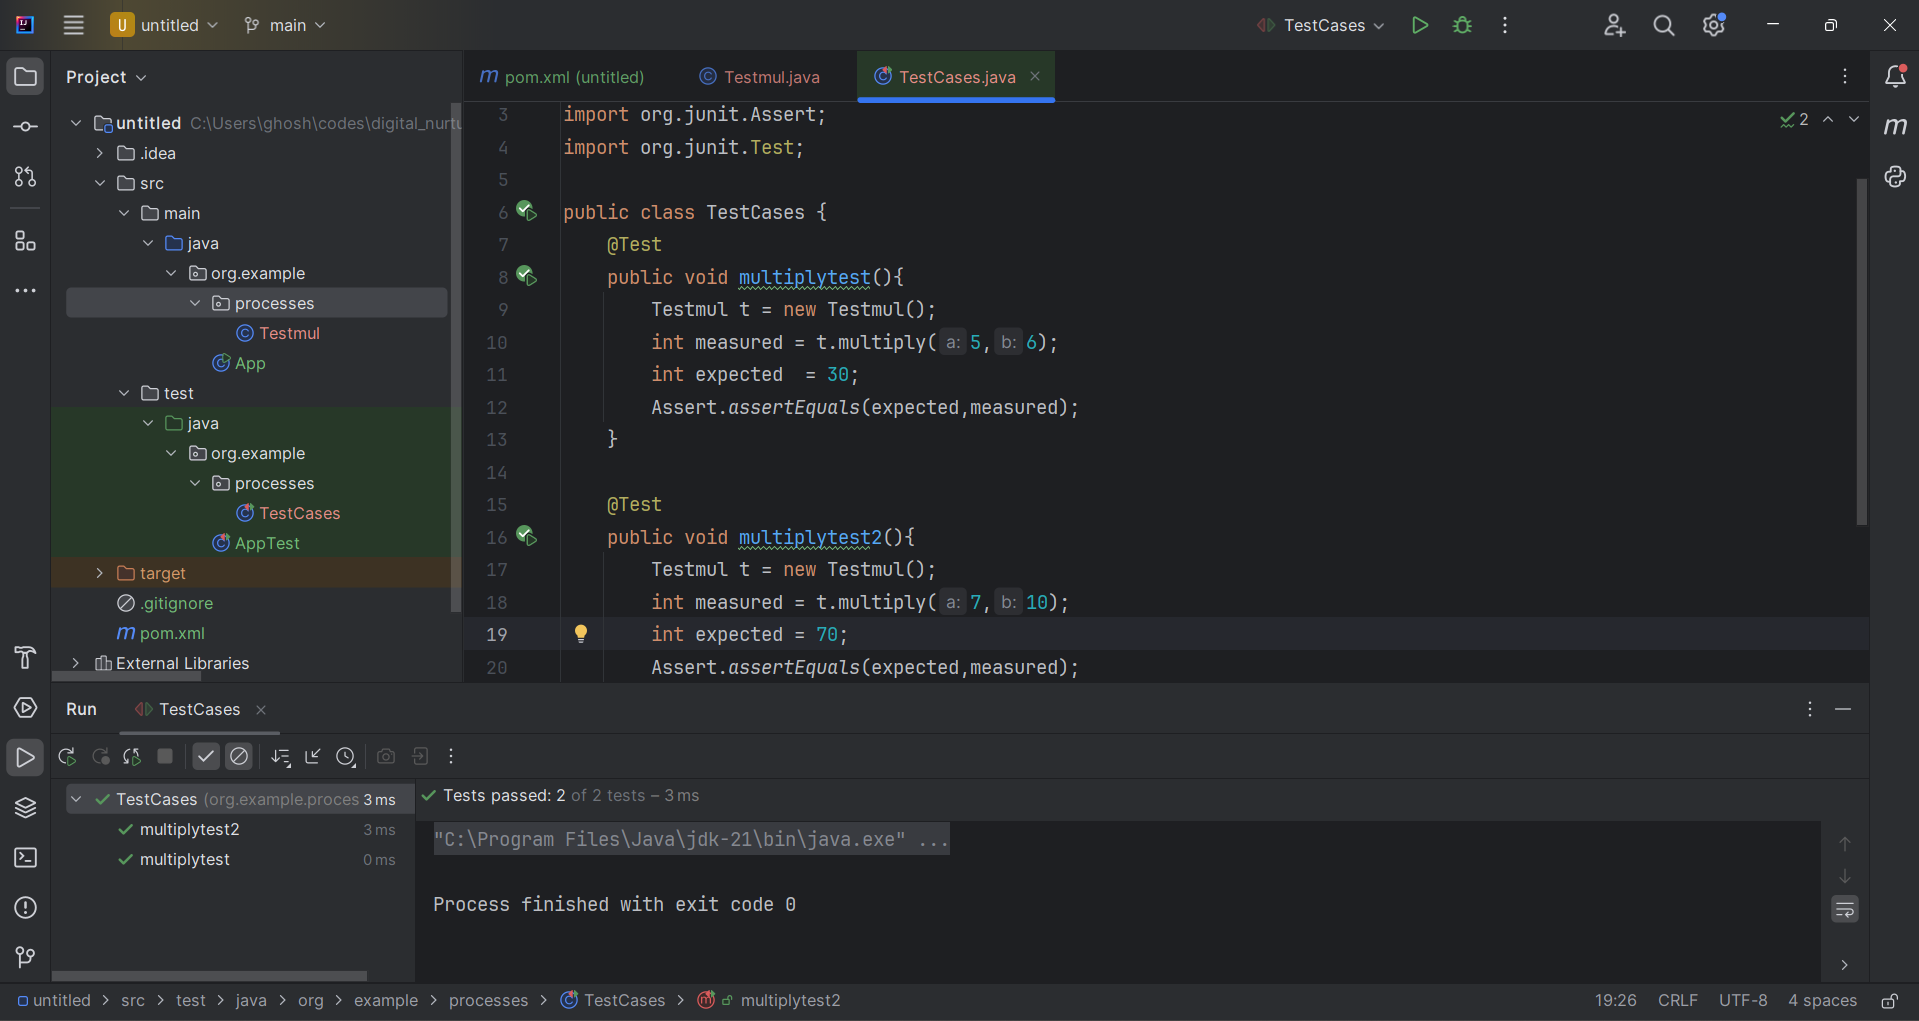 U untitled main TestCases
Project
pom.xml (untitled) Testmul.java TestCases.java
untitled C:\Users\ghosh\codes\digital_nurtu
.idea
src
main
java
org.example
processes
Testmul
App
test
java
org.example
processes
TestCases
AppTest
target
.gitignore
m pom.xml
External Libraries
2
3 import org.junit.Assert;
4 import org.junit.Test;
5
6 public class TestCases {
7 @Test
8 public void multiplytest(){
9 Testmul t = new Testmul();
10 int measured = t.multiply( a: 5, b: 6);
11 int expected  = 30;
12 Assert.assertEquals(expected,measured);
13 }
14
15 @Test
16 public void multiplytest2(){
17 Testmul t = new Testmul();
18 int measured = t.multiply( a: 7, b: 10);
19 int expected = 70;
20 Assert.assertEquals(expected,measured);
Run TestCases
TestCases (org.example.proces 3 ms
multiplytest2 3 ms
multiplytest 0 ms
Tests passed: 2 of 2 tests – 3 ms
"C:\Program Files\Java\jdk-21\bin\java.exe" ...
Process finished with exit code 0
untitled > src > test > java > org > example > processes > TestCases > multiplytest2
19:26 CRLF UTF-8 4 spaces